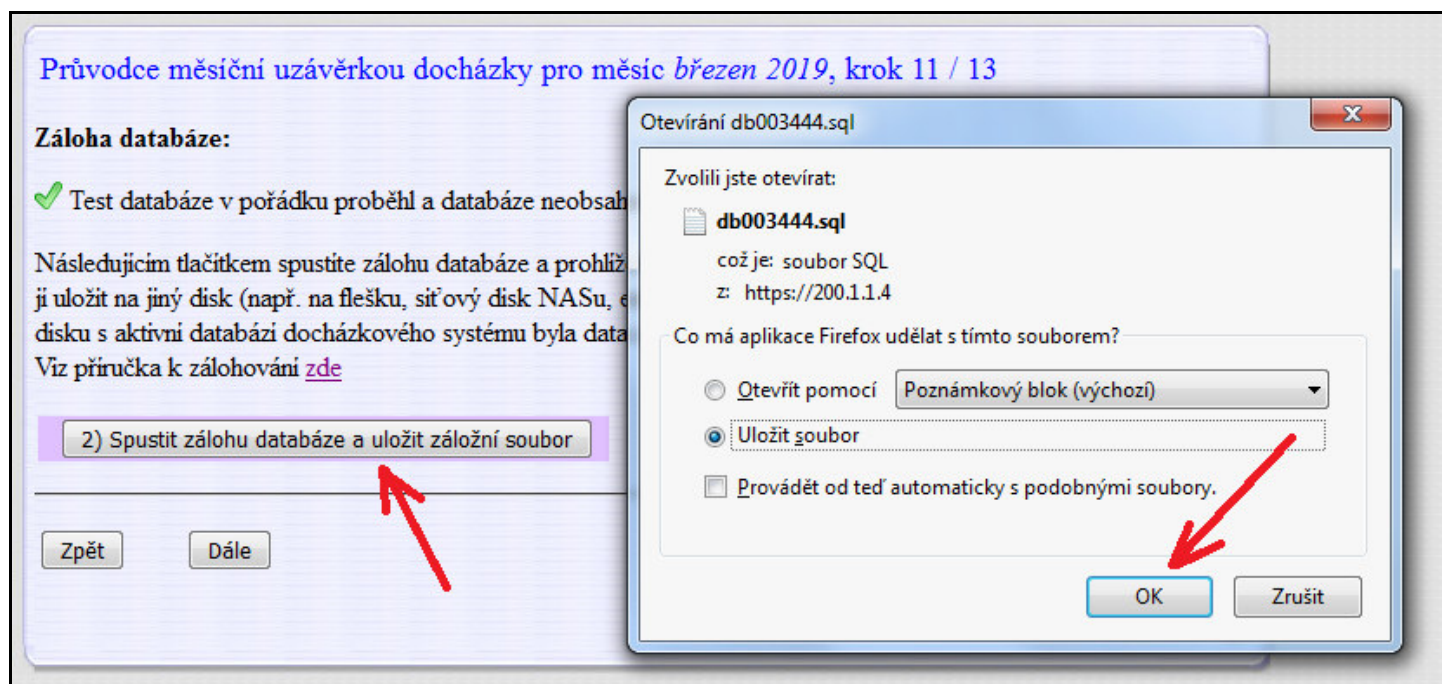 Průvodce měsíční uzávěrkou docházky pro měsíc březen 2019, krok 11 / 13
Záloha databáze:
Test databáze v pořádku proběhl a databáze neobsah
Následujícím tlačítkem spustíte zálohu databáze a prohlíž
jí uložit na jiný disk (např. na flešku, síťový disk NASu, e
disku s aktivní databází docházkového systému byla data
Viz příručka k zálohování zde
2) Spustit zálohu databáze a uložit záložní soubor
Zpět
Dále
Otevírání db003444.sql
Zvolili jste otevírat:
db003444.sql
což je: soubor SQL
z: https://200.1.1.4
Co má aplikace Firefox udělat s tímto souborem?
Otevřít pomocí
Poznámkový blok (výchozí)
Uložit soubor
Provádět od teď automaticky s podobnými soubory.
OK
Zrušit